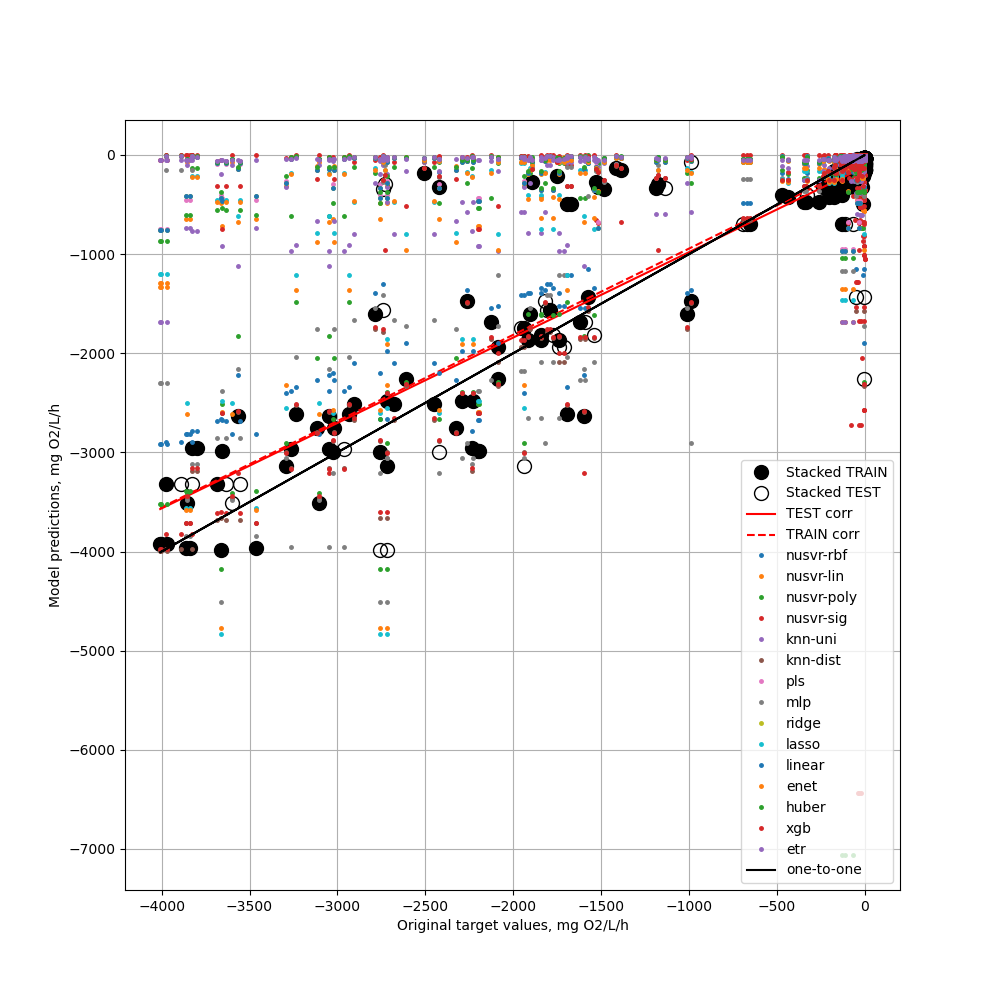 0
−1000
−2000
−3000
−4000
−5000
−6000
−7000
Model predictions, mg O2/L/h
−4000 −3500 −3000 −2500 −2000 −1500 −1000 −500 0
Original target values, mg O2/L/h
Stacked TRAIN
Stacked TEST
TEST corr
TRAIN corr
nusvr-rbf
nusvr-lin
nusvr-poly
nusvr-sig
knn-uni
knn-dist
pls
mlp
ridge
lasso
linear
enet
huber
xgb
etr
one-to-one